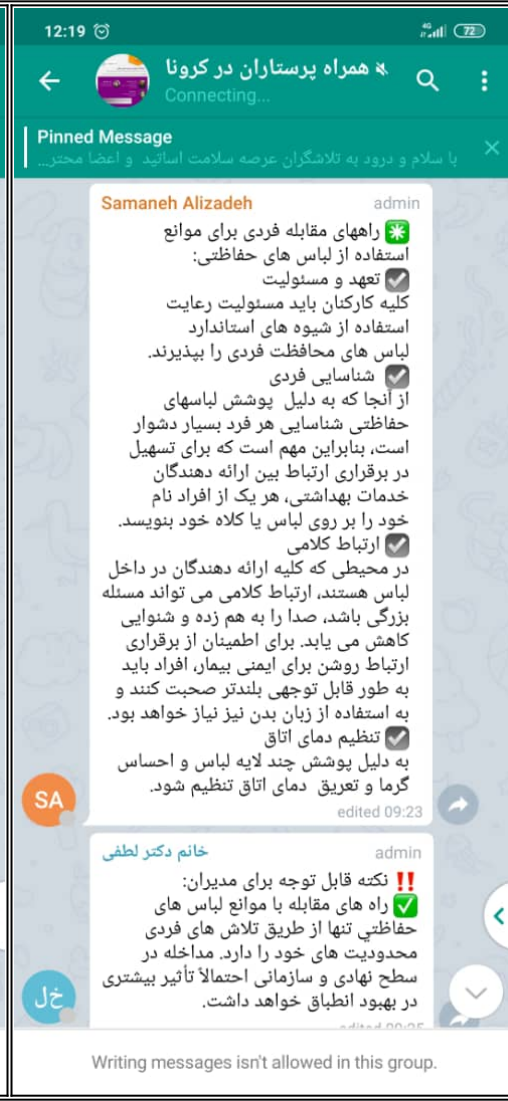 12:19
4G
72
همراه پرستاران در کرونا
Connecting...
Pinned Message
با سلام و درود به تلاشگران عرصه سلامت اساتید و اعضا محتر...
Samaneh Alizadeh admin
راههای مقابله فردی برای موانع
استفاده از لباس های حفاظتی:
تعهد و مسئولیت
کلیه کارکنان باید مسئولیت رعایت
استفاده از شیوه های استاندارد
لباس های محافظت فردی را بپذیرند.
شناسایی فردی
از آنجا که به دلیل پوشش لباسهای
حفاظتی شناسایی هر فرد بسیار دشوار
است، بنابراین مهم است که برای تسهیل
در برقراری ارتباط بین ارائه دهندگان
خدمات بهداشتی، هر یک از افراد نام
خود را بر روی لباس یا کلاه خود بنویسد.
ارتباط کلامی
در محیطی که کلیه ارائه دهندگان در داخل
لباس هستند، ارتباط کلامی می تواند مسئله
بزرگی باشد، صدا را به هم زده و شنوایی
کاهش می یابد. برای اطمینان از برقراری
ارتباط روشن برای ایمنی بیمار، افراد باید
به طور قابل توجهی بلندتر صحبت کنند و
به استفاده از زبان بدن نیز نیاز خواهد بود.
تنظیم دمای اتاق
به دلیل پوشش چند لایه لباس و احساس
گرما و تعریق دمای اتاق تنظیم شود.
SA
edited 09:23
خانم دکتر لطفی admin
‼️ نکته قابل توجه برای مدیران:
راه های مقابله با موانع لباس های
حفاظتي تنها از طریق تلاش های فردی
محدودیت های خود را دارد. مداخله در
سطح نهادی و سازمانی احتمالاً تأثیر بیشتری
در بهبود انطباق خواهد داشت.
خ‌ل
Writing messages isn't allowed in this group.